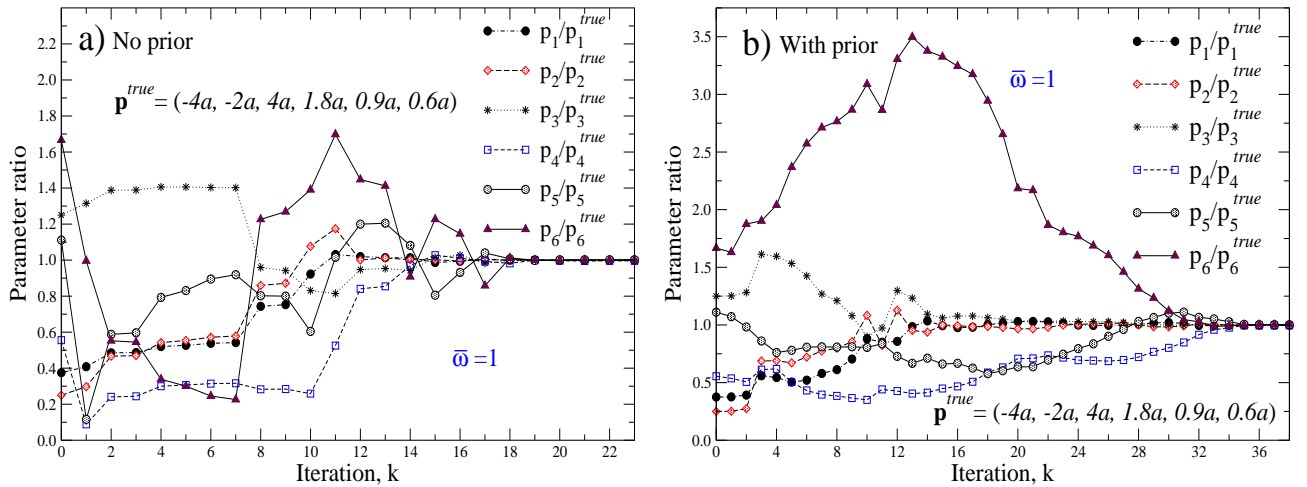 a) No prior
p1/p1^true
p2/p2^true
p3/p3^true
p4/p4^true
p5/p5^true
p6/p6^true
p^true = (-4a, -2a, 4a, 1.8a, 0.9a, 0.6a)
ω̄=1
Parameter ratio
2.2
2.0
1.8
1.6
1.4
1.2
1.0
0.8
0.6
0.4
0.2
0.0
0 2 4 6 8 10 12 14 16 18 20 22
Iteration, k
b) With prior
ω̄=1
p1/p1^true
p2/p2^true
p3/p3^true
p4/p4^true
p5/p5^true
p6/p6^true
p^true = (-4a, -2a, 4a, 1.8a, 0.9a, 0.6a)
Parameter ratio
3.5
3.0
2.5
2.0
1.5
1.0
0.5
0.0
0 4 8 12 16 20 24 28 32 36
Iteration, k